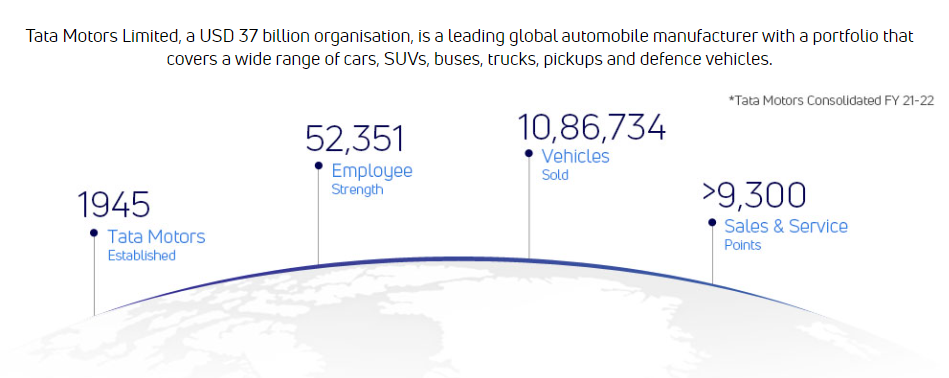 Tata Motors Limited, a USD 37 billion organisation, is a leading global automobile manufacturer with a portfolio that
covers a wide range of cars, SUVs, buses, trucks, pickups and defence vehicles.
*Tata Motors Consolidated FY 21-22
1945
Tata Motors
Established
52,351
Employee
Strength
10,86,734
Vehicles
Sold
>9,300
Sales & Service
Points